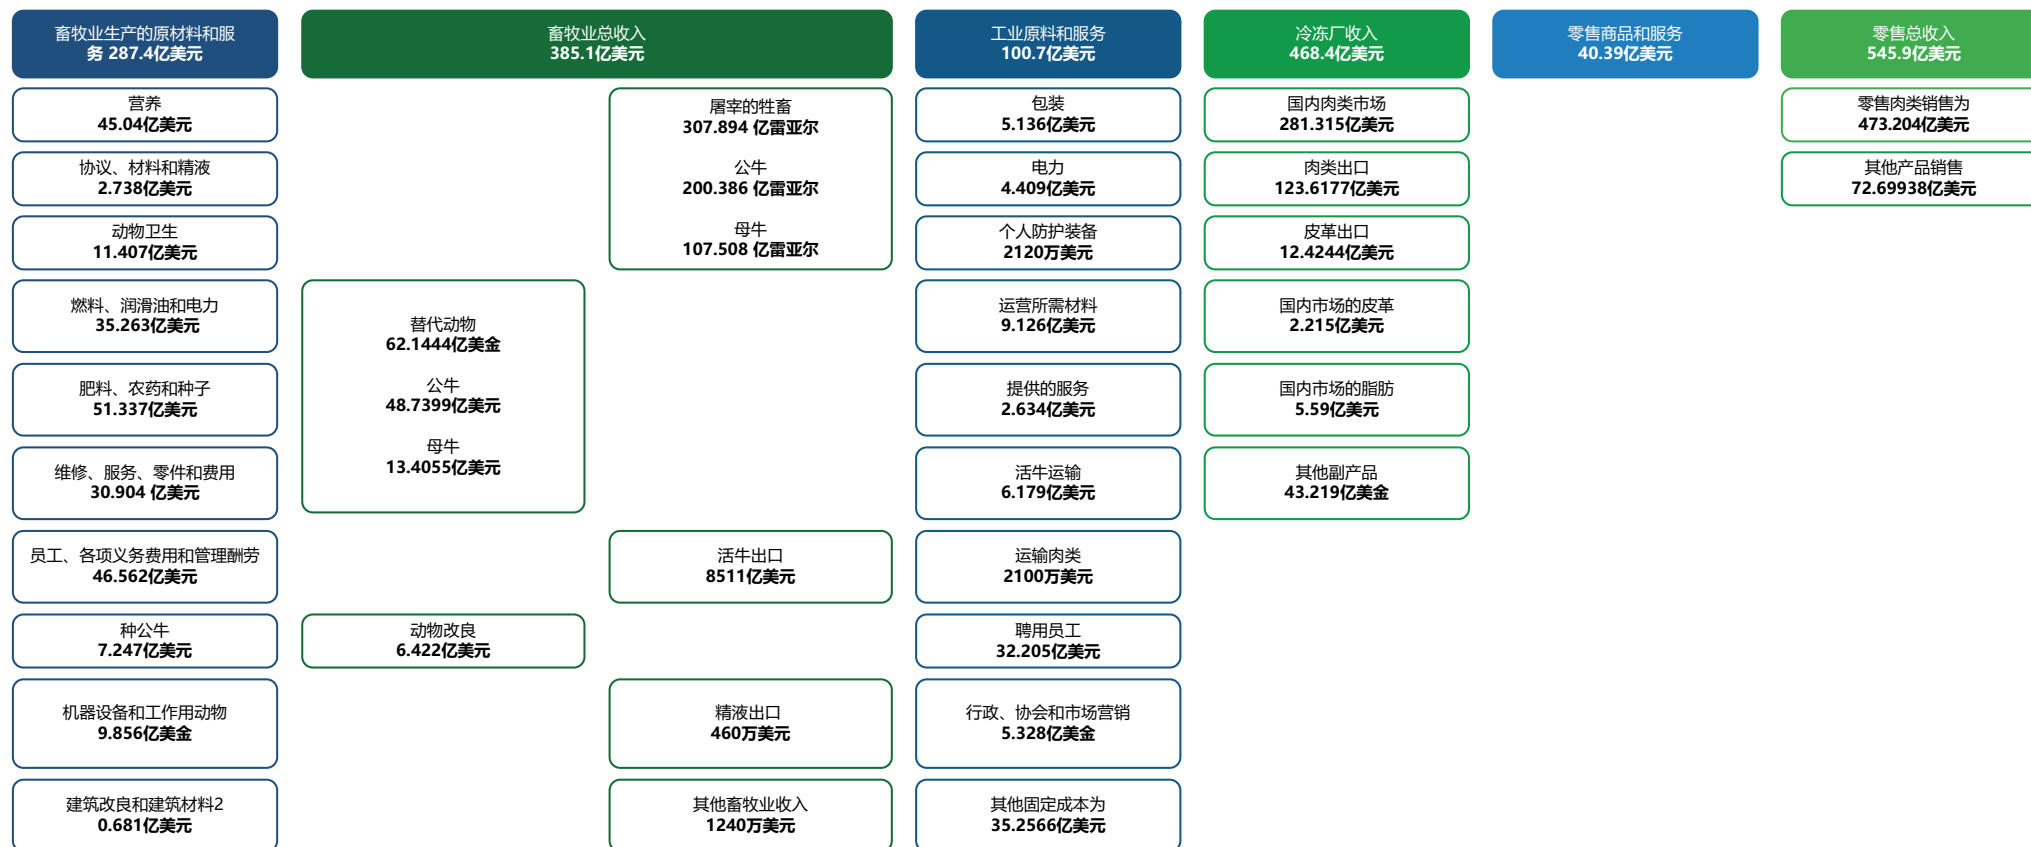 畜牧业生产的原材料和服
务 287.4亿美元
畜牧业总收入
385.1亿美元
工业原料和服务
100.7亿美元
冷冻厂收入
468.4亿美元
零售商品和服务
40.39亿美元
零售总收入
545.9亿美元
营养
45.04亿美元
协议、材料和精液
2.738亿美元
动物卫生
11.407亿美元
燃料、润滑油和电力
35.263亿美元
肥料、农药和种子
51.337亿美元
维修、服务、零件和费用
30.904 亿美元
员工、各项义务费用和管理酬劳
46.562亿美元
种公牛
7.247亿美元
机器设备和工作用动物
9.856亿美金
建筑改良和建筑材料2
0.681亿美元
替代动物
62.1444亿美金
公牛
48.7399亿美元
母牛
13.4055亿美元
动物改良
6.422亿美元
屠宰的牲畜
307.894 亿雷亚尔
公牛
200.386 亿雷亚尔
母牛
107.508 亿雷亚尔
活牛出口
8511亿美元
精液出口
460万美元
其他畜牧业收入
1240万美元
包装
5.136亿美元
电力
4.409亿美元
个人防护装备
2120万美元
运营所需材料
9.126亿美元
提供的服务
2.634亿美元
活牛运输
6.179亿美元
运输肉类
2100万美元
聘用员工
32.205亿美元
行政、协会和市场营销
5.328亿美金
其他固定成本为
35.2566亿美元
国内肉类市场
281.315亿美元
肉类出口
123.6177亿美元
皮革出口
12.4244亿美元
国内市场的皮革
2.215亿美元
国内市场的脂肪
5.59亿美元
其他副产品
43.219亿美金
零售肉类销售为
473.204亿美元
其他产品销售
72.69938亿美元